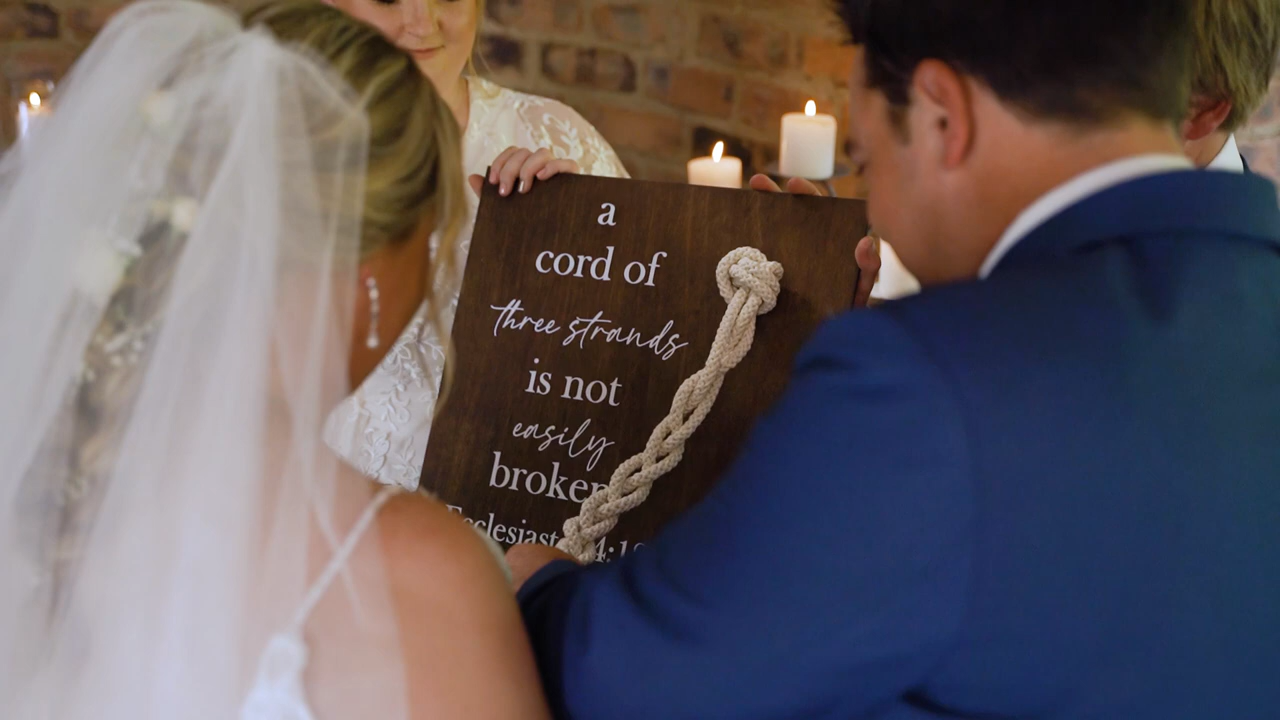 a
cord of
three strands
is not
easily
broken